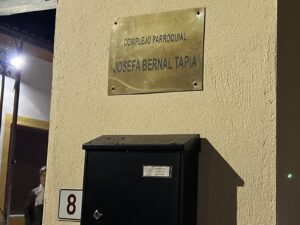 COMPLEJO PARROQUIAL
JOSEFA BERNAL TAPIA
8